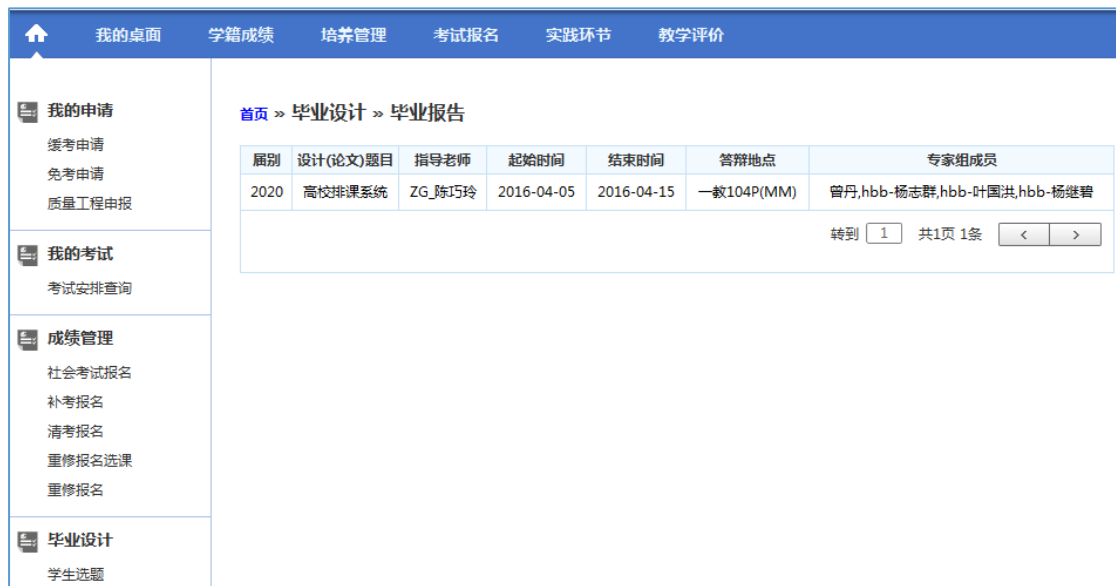 我的桌面 学籍成绩 培养管理 考试报名 实践环节 教学评价
我的申请
缓考申请
免考申请
质量工程申报
我的考试
考试安排查询
成绩管理
社会考试报名
补考报名
清考报名
重修报名选课
重修报名
毕业设计
学生选题
首页 » 毕业设计 » 毕业报告
届别 设计(论文)题目 指导老师 起始时间 结束时间 答辩地点 专家组成员
2020 高校排课系统 ZG_陈巧玲 2016-04-05 2016-04-15 一教104P(MM) 曾丹,hbb-杨志群,hbb-叶国洪,hbb-杨继碧
转到 1 共1页 1条 < >